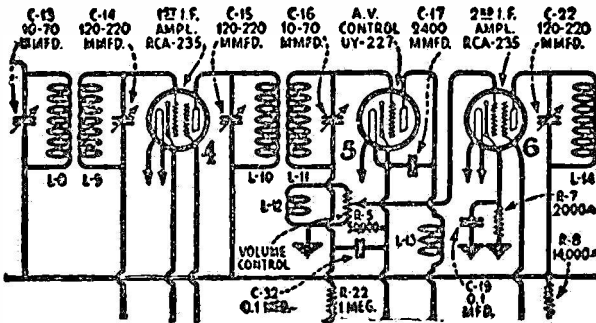 C-13
10-70
MMFD.
C-14
120-220
MMFD.
1ST I.F.
AMPL.
RCA-235
C-15
120-220
MMFD.
C-16
10-70
MMFD.
A.V.
CONTROL
UY-227
C-17
2400
MMFD.
2ND I.F.
AMPL.
RCA-235
C-22
120-220
MMFD.
4
5
6
L-9
L-10
L-11
L-14
L-12
R-5
VOLUME
CONTROL
L-13
R-7
2000Ω
R-8
14,000Ω
C-32
0.1 MFD.
R-22
1 MEG.
C-19
0.1
MFD.